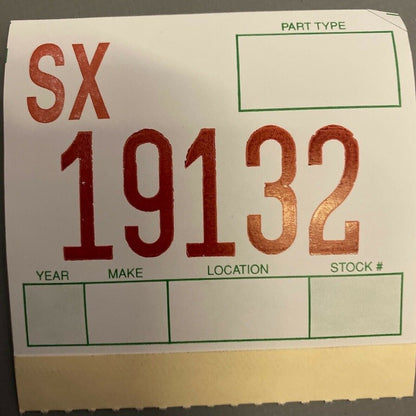 PART TYPE
SX
19132
YEAR MAKE LOCATION STOCK #